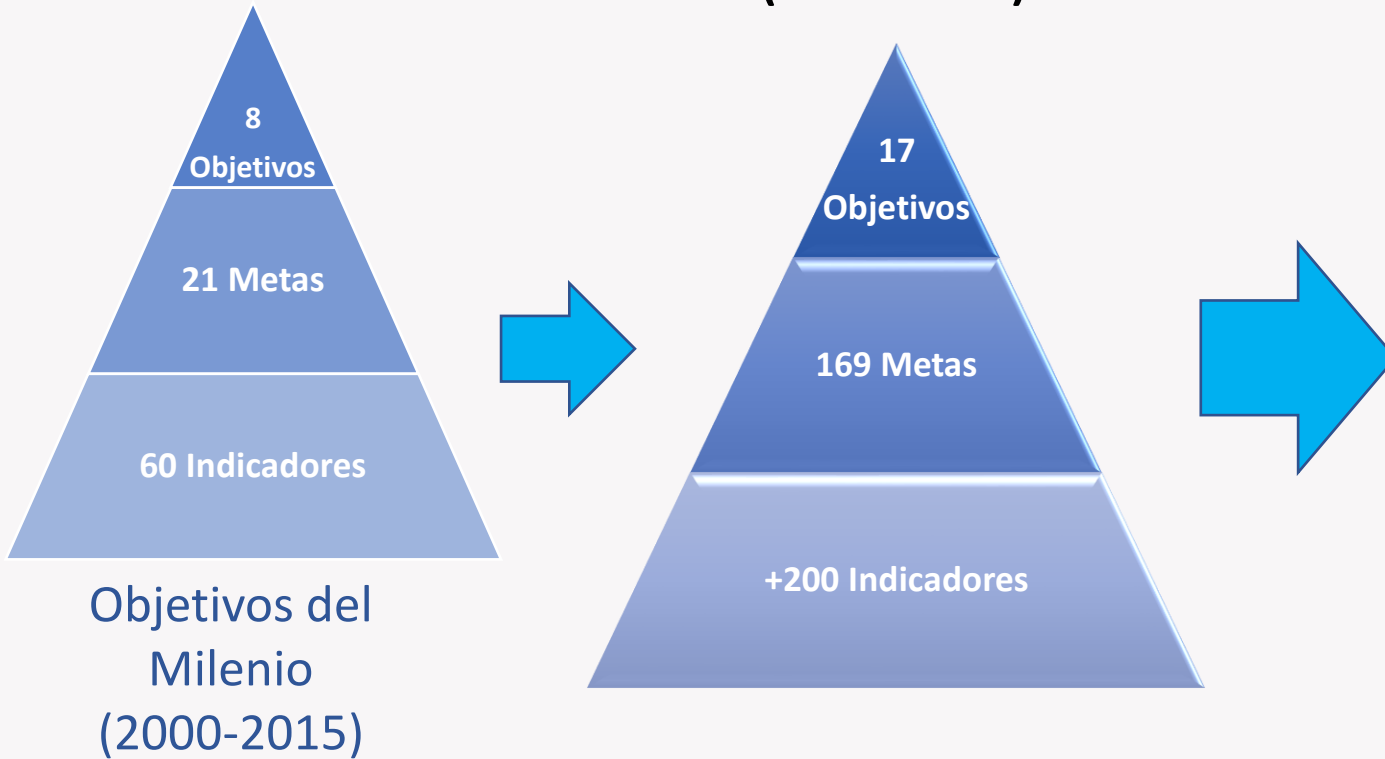 8
Objetivos
21 Metas
60 Indicadores
Objetivos del
Milenio
(2000-2015)
17
Objetivos
169 Metas
+200 Indicadores